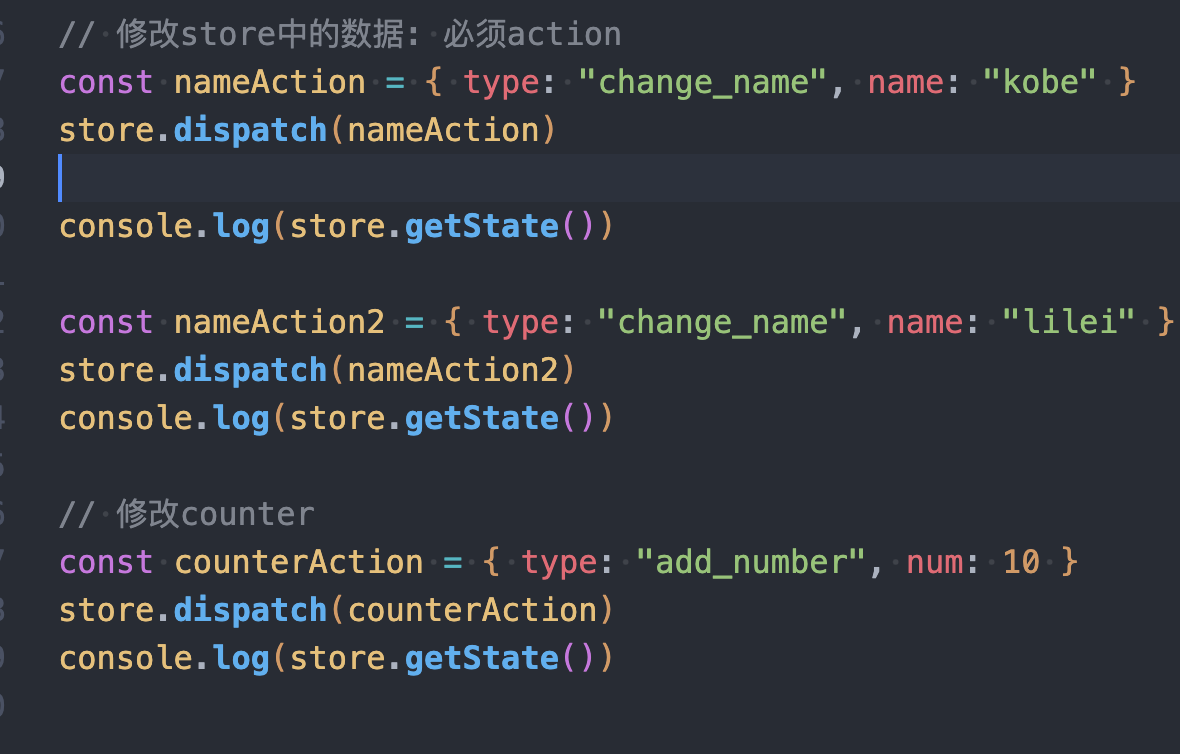 // 修改store中的数据: 必须action
const nameAction = { type: "change_name", name: "kobe" }
store.dispatch(nameAction)
console.log(store.getState())
const nameAction2 = { type: "change_name", name: "lilei" }
store.dispatch(nameAction2)
console.log(store.getState())
// 修改counter
const counterAction = { type: "add_number", num: 10 }
store.dispatch(counterAction)
console.log(store.getState())